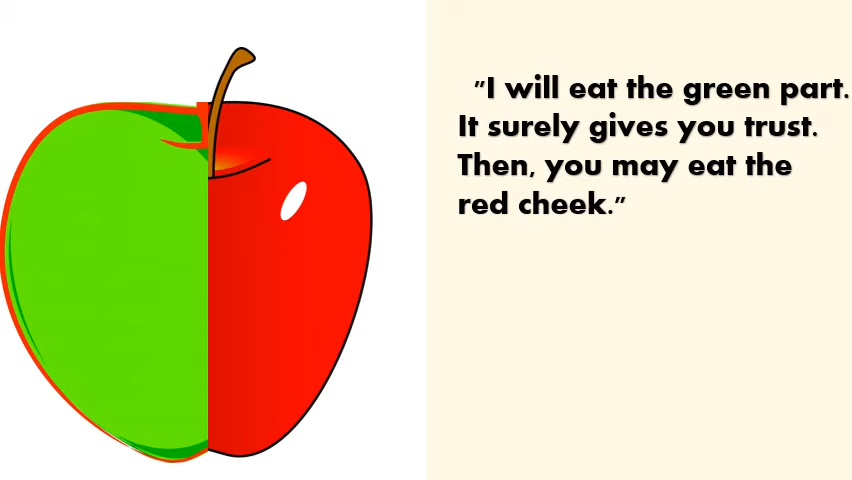 "I will eat the green part.
It surely gives you trust.
Then, you may eat the
red cheek."